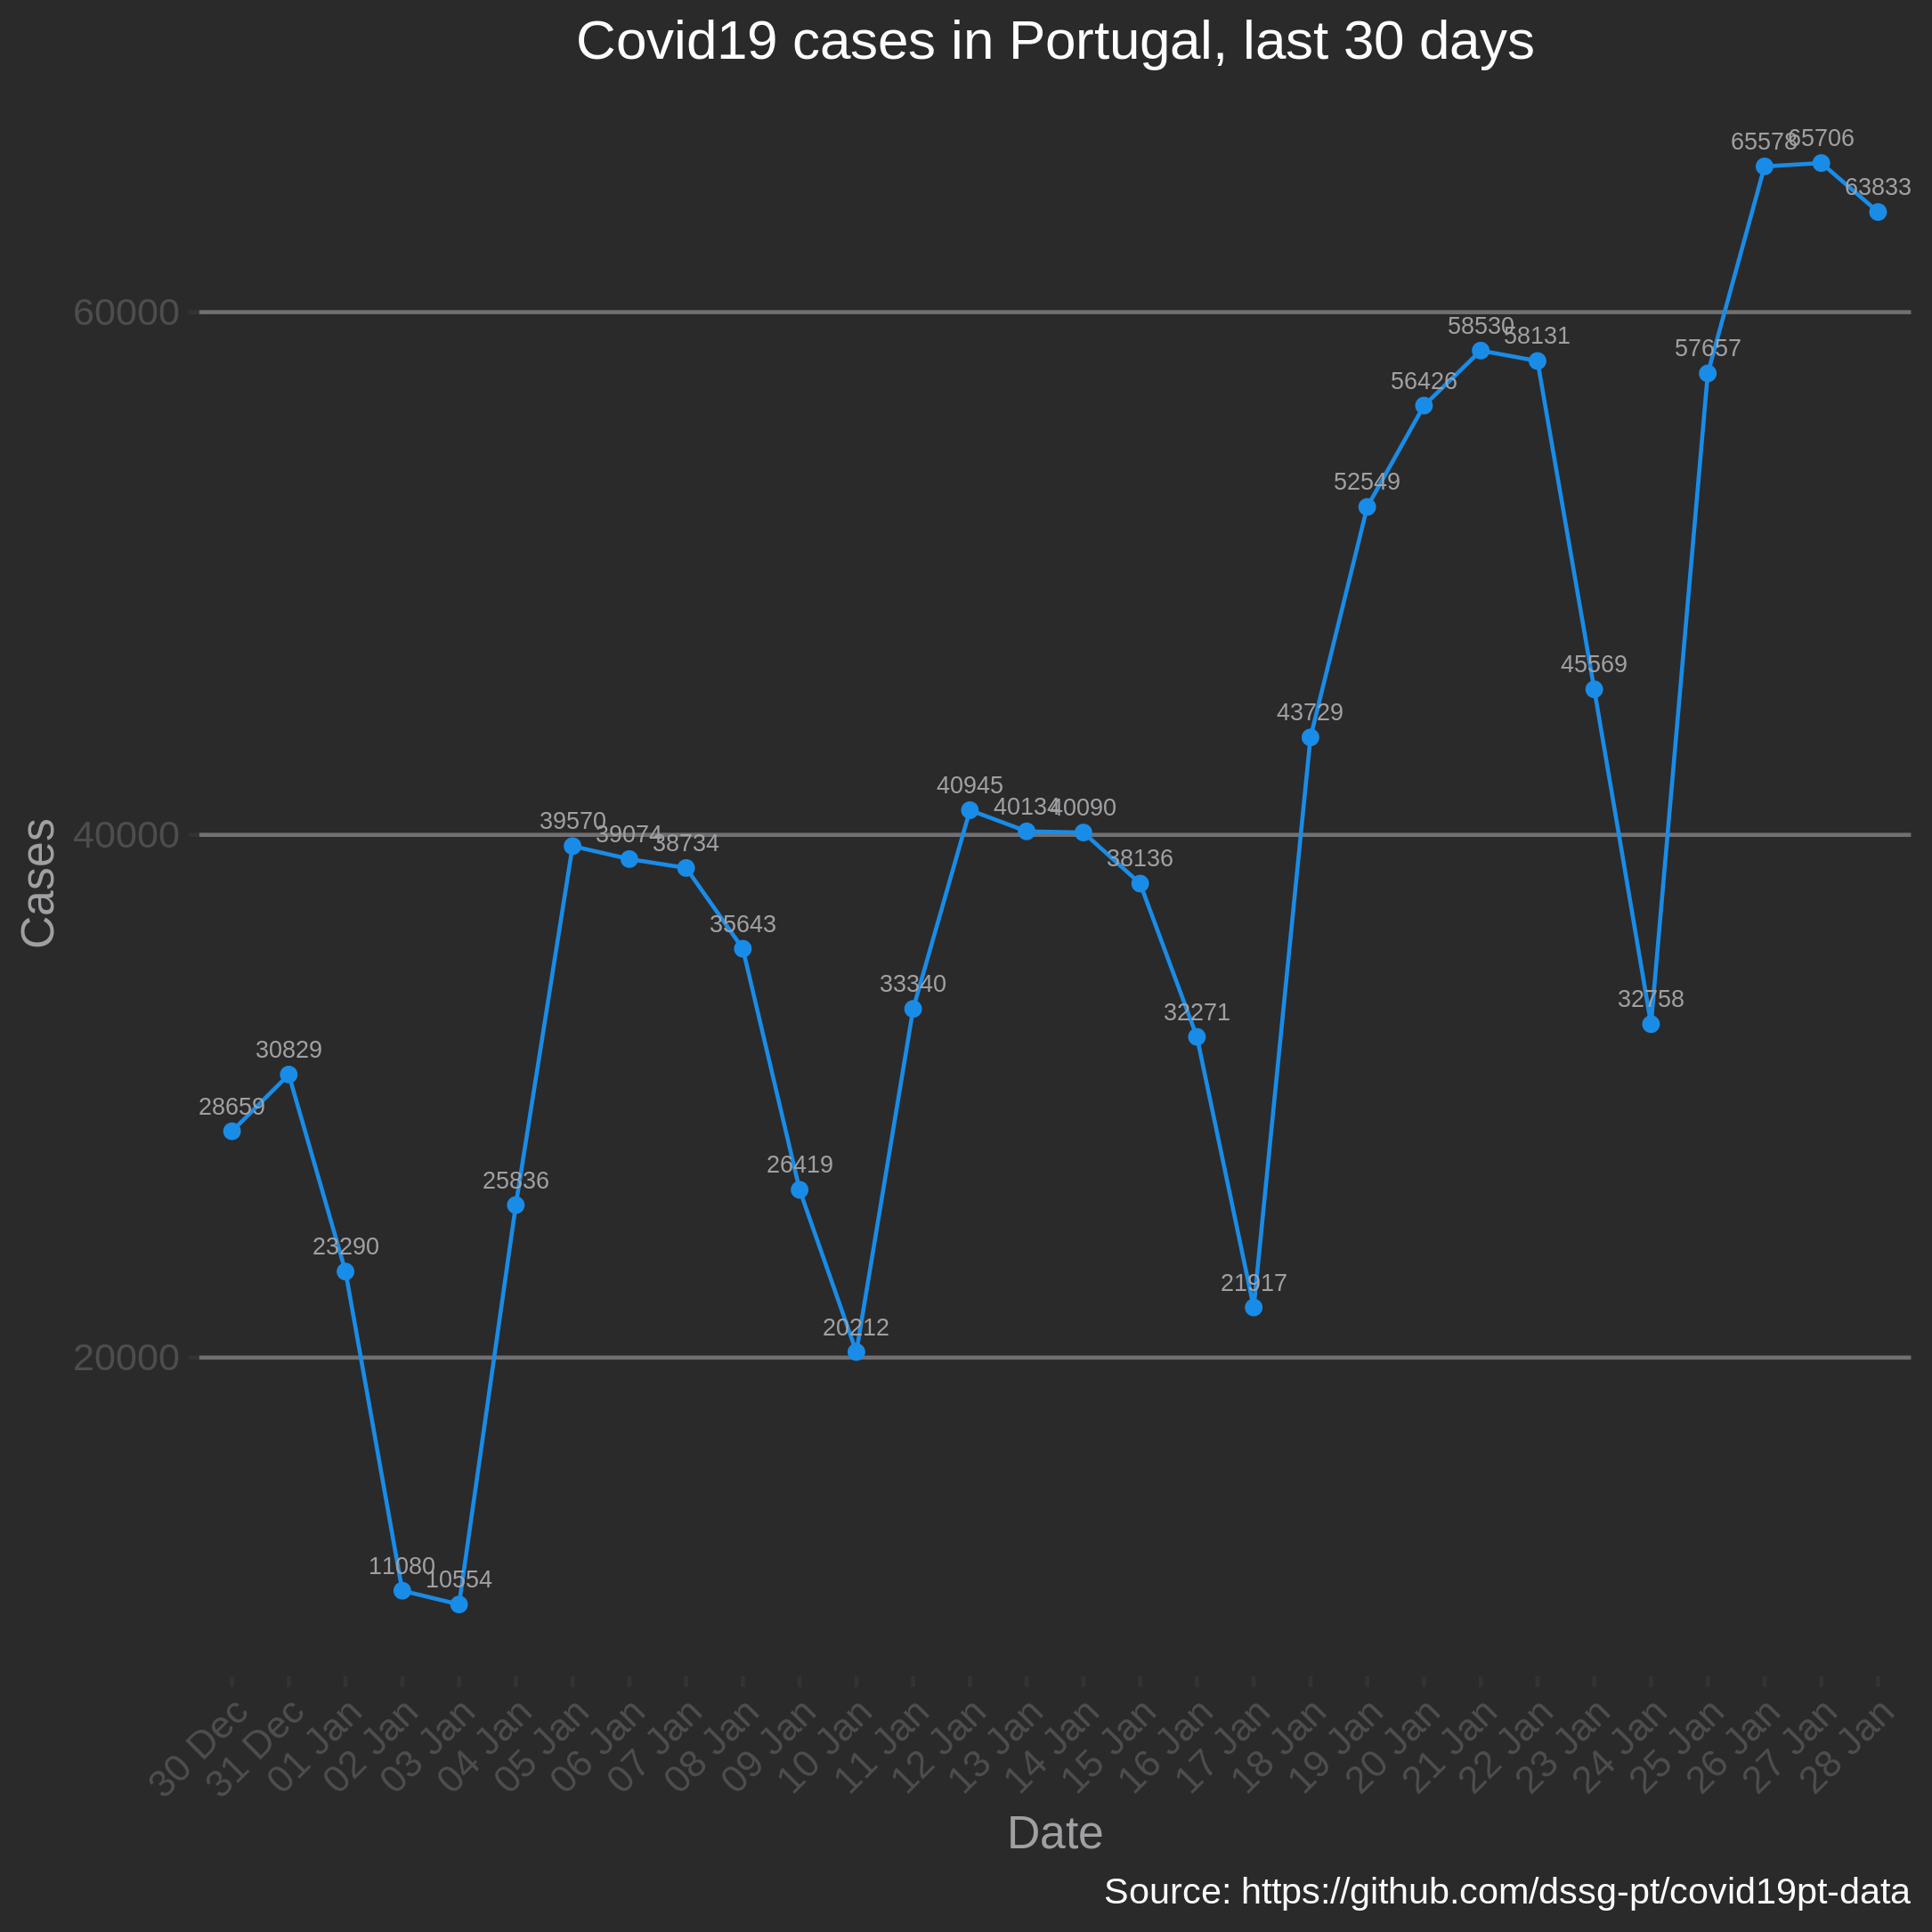 Covid19 cases in Portugal, last 30 days
Cases
60000
40000
20000
28659
30829
23290
11080
10554
25836
39570
39074
38734
35643
26419
20212
33340
40945
40134
40090
38136
32271
21917
43729
52549
56426
58530
58131
45569
32758
57657
65578
65706
63833
30 Dec
31 Dec
01 Jan
02 Jan
03 Jan
04 Jan
05 Jan
06 Jan
07 Jan
08 Jan
09 Jan
10 Jan
11 Jan
12 Jan
13 Jan
14 Jan
15 Jan
16 Jan
17 Jan
18 Jan
19 Jan
20 Jan
21 Jan
22 Jan
23 Jan
24 Jan
25 Jan
26 Jan
27 Jan
28 Jan
Date
Source: https://github.com/dssg-pt/covid19pt-data